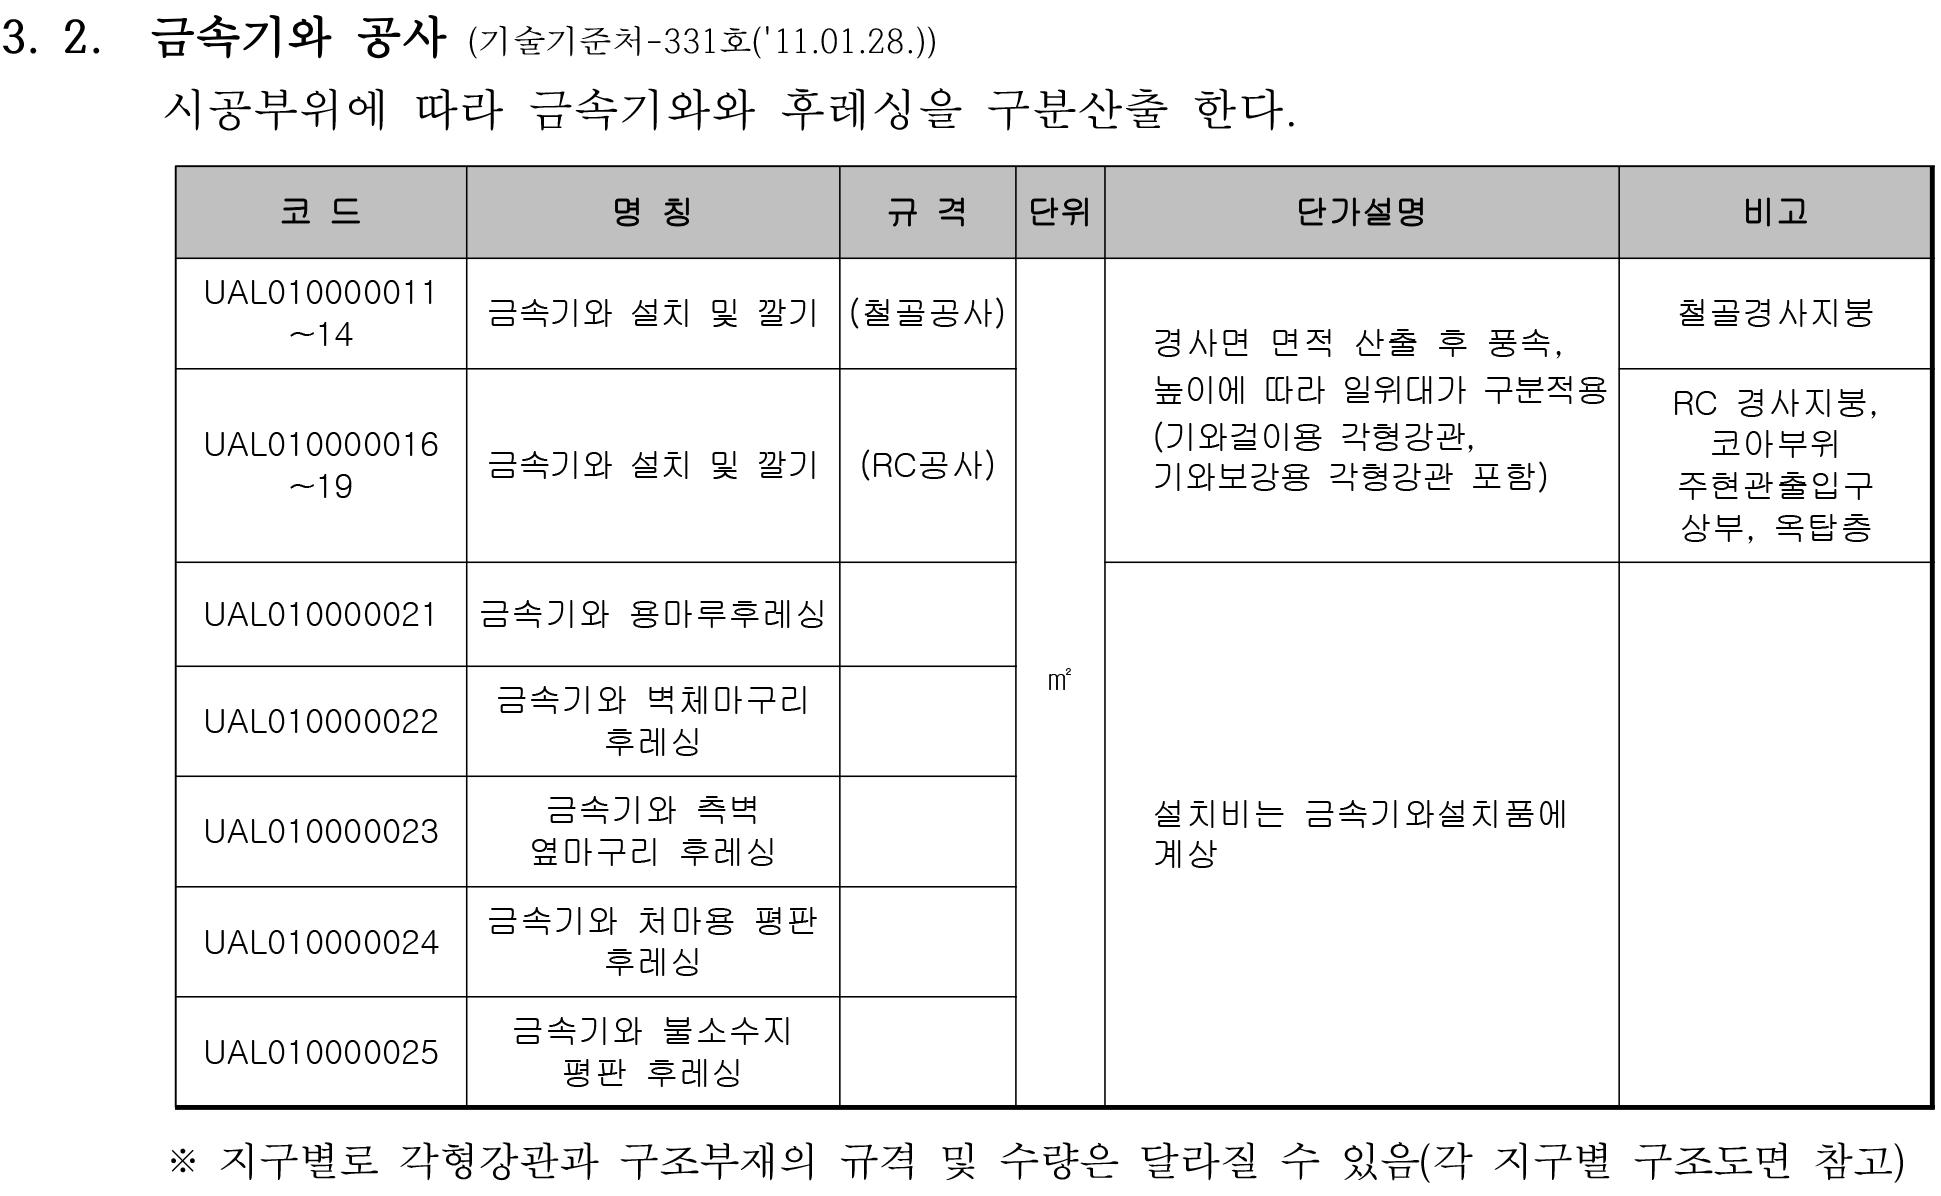 3. 2. 금속기와 공사 (기술기준처-331호('11.01.28.))
시공부위에 따라 금속기와와 후레싱을 구분산출 한다.
코 드 명 칭 규 격 단위 단가설명 비고
UAL010000011
~14
금속기와 설치 및 깔기
(철골공사)
㎡
경사면 면적 산출 후 풍속,
높이에 따라 일위대가 구분적용
(기와걸이용 각형강관,
기와보강용 각형강관 포함)
철골경사지붕
UAL010000016
~19
금속기와 설치 및 깔기
(RC공사)
RC 경사지붕,
코아부위
주현관출입구
상부, 옥탑층
UAL010000021
금속기와 용마루후레싱
설치비는 금속기와설치품에
계상
UAL010000022
금속기와 벽체마구리
후레싱
UAL010000023
금속기와 측벽
옆마구리 후레싱
UAL010000024
금속기와 처마용 평판
후레싱
UAL010000025
금속기와 불소수지
평판 후레싱
※ 지구별로 각형강관과 구조부재의 규격 및 수량은 달라질 수 있음(각 지구별 구조도면 참고)